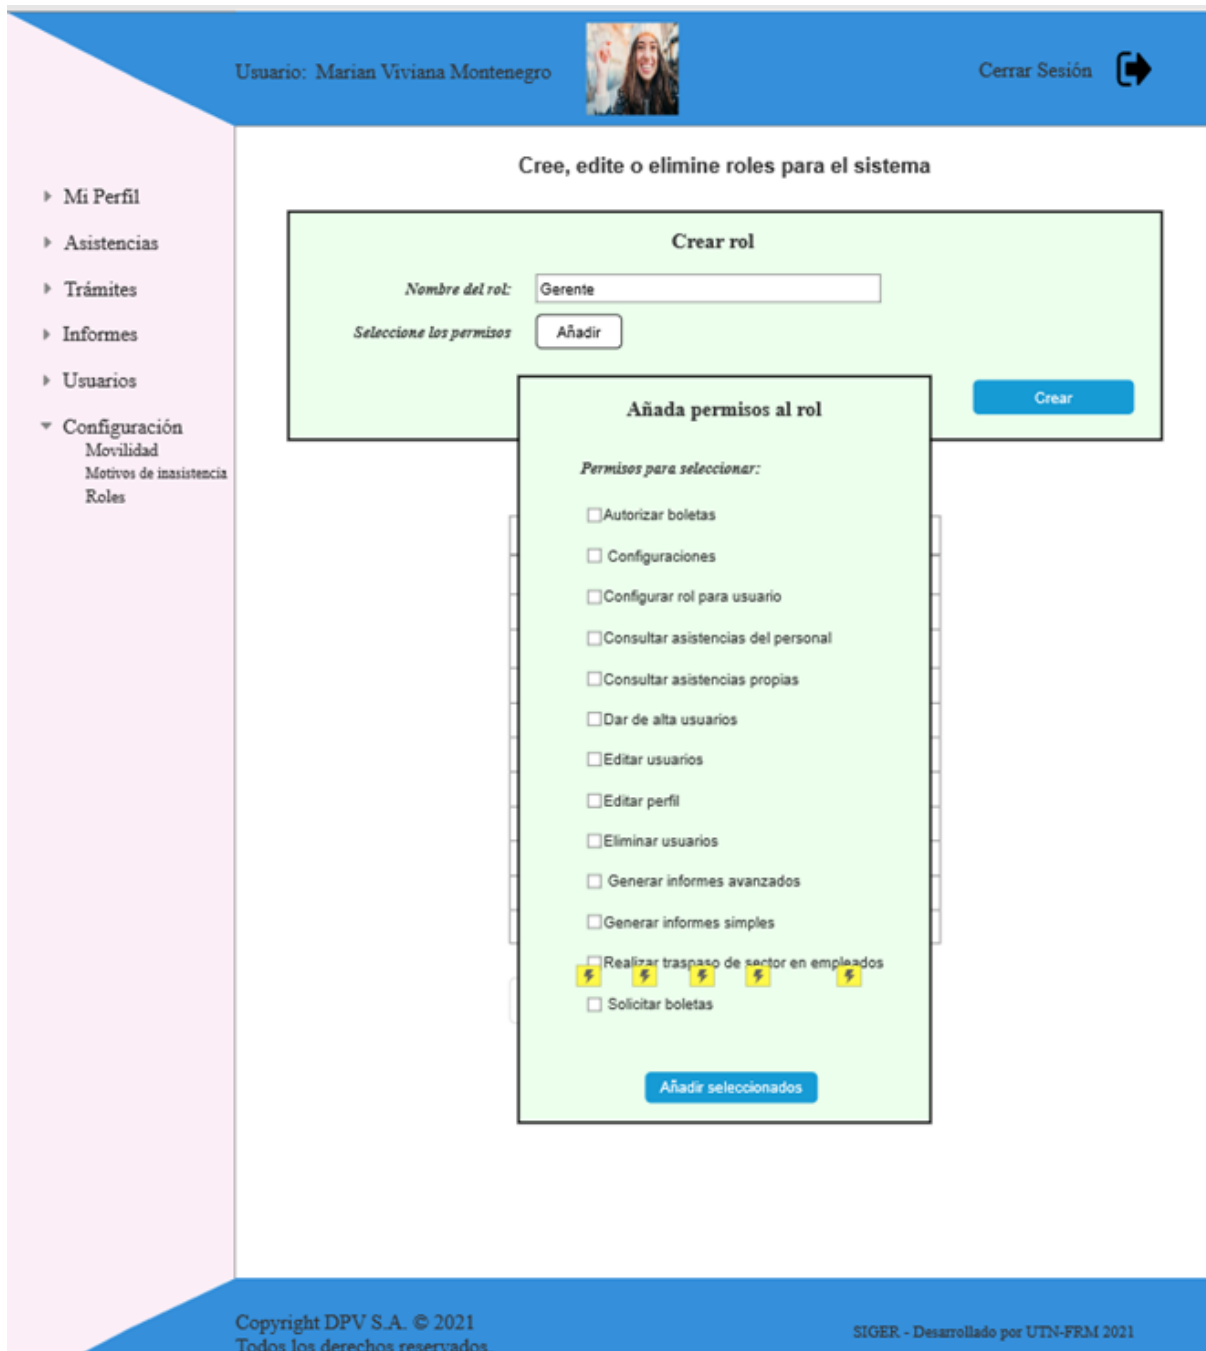 Usuario: Marian Viviana Montenegro
Cerrar Sesión
Cree, edite o elimine roles para el sistema
Mi Perfil
Asistencias
Trámites
Informes
Usuarios
Configuración
Movilidad
Motivos de inasistencia
Roles
Crear rol
Nombre del rol: Gerente
Seleccione los permisos Añadir
Crear
Añada permisos al rol
Permisos para seleccionar:
Autorizar boletas
Configuraciones
Configurar rol para usuario
Consultar asistencias del personal
Consultar asistencias propias
Dar de alta usuarios
Editar usuarios
Editar perfil
Eliminar usuarios
Generar informes avanzados
Generar informes simples
Realizar traspaso de sector en empleados
Solicitar boletas
Añadir seleccionados
Copyright DPV S.A. © 2021
Todos los derechos reservados
SIGER - Desarrollado por UTN-FRM 2021